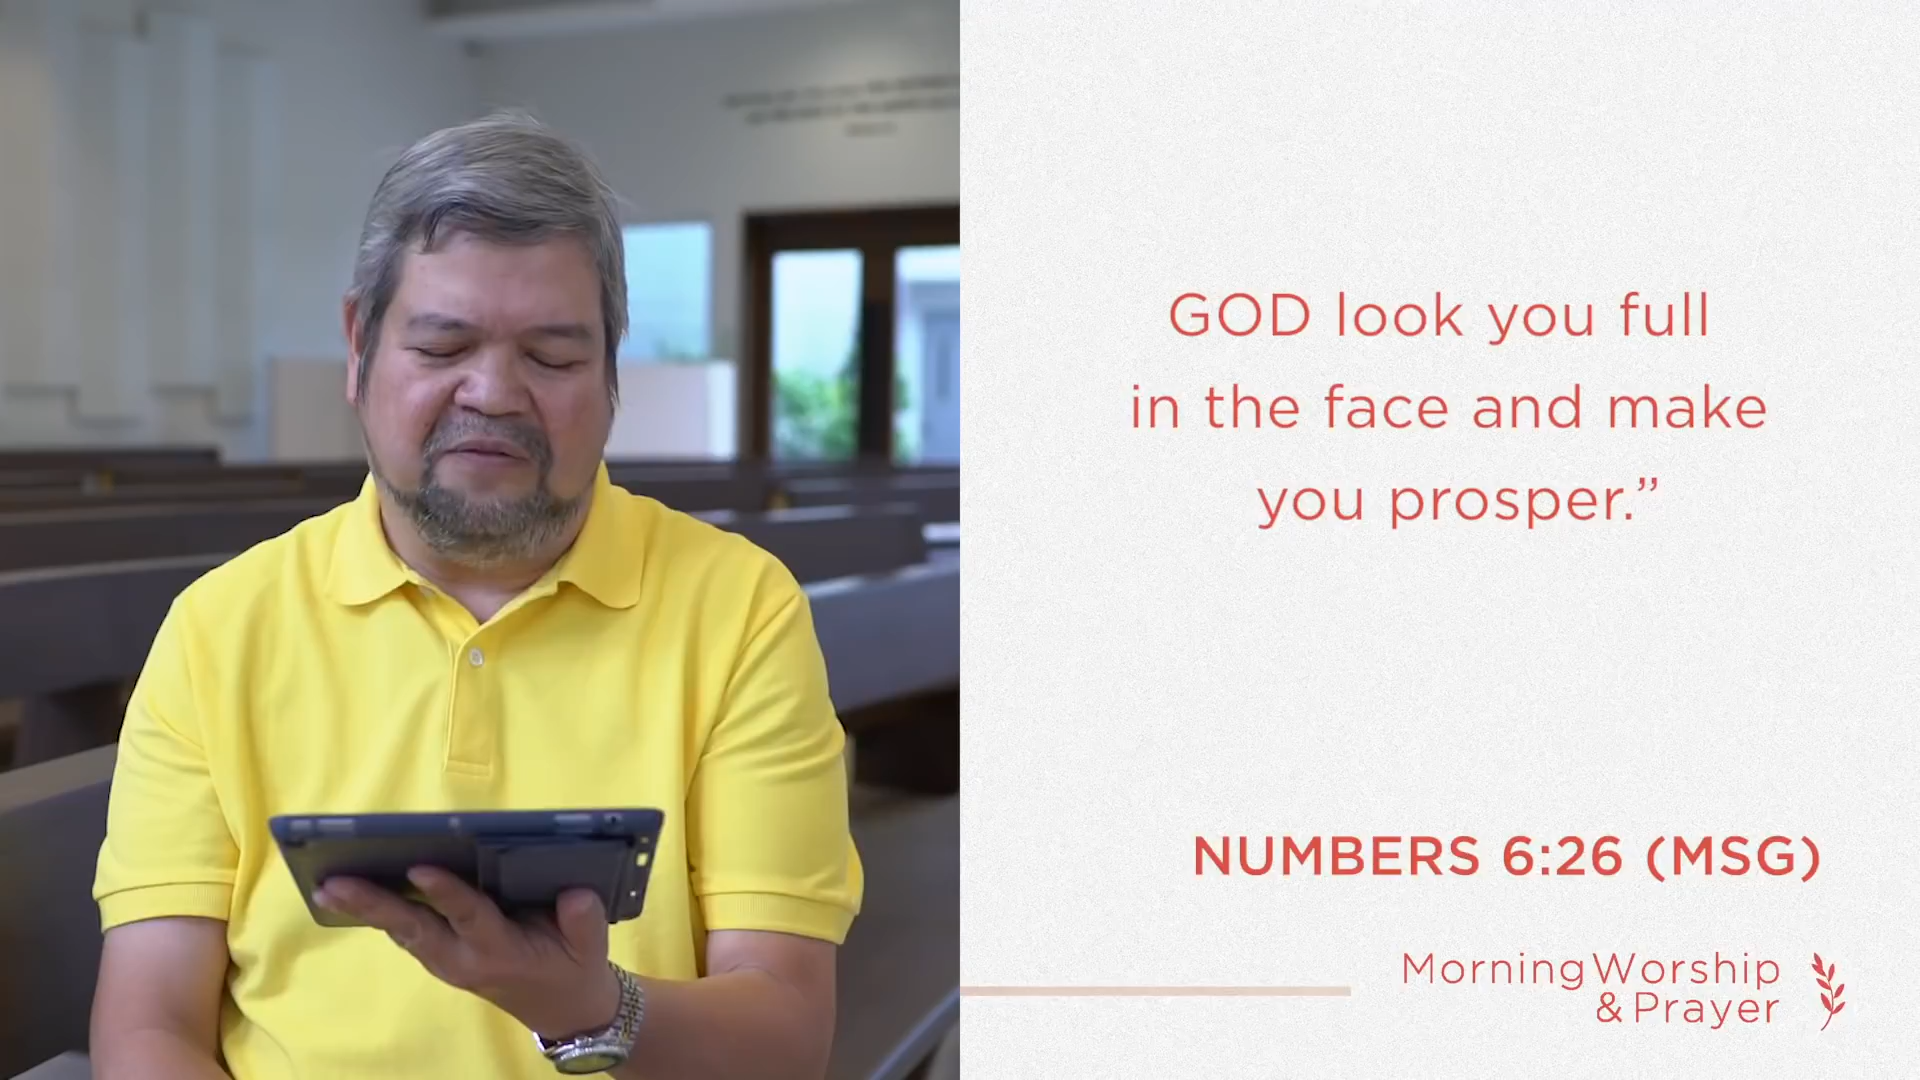 GOD look you full
in the face and make
you prosper.”
NUMBERS 6:26 (MSG)
Morning Worship
& Prayer